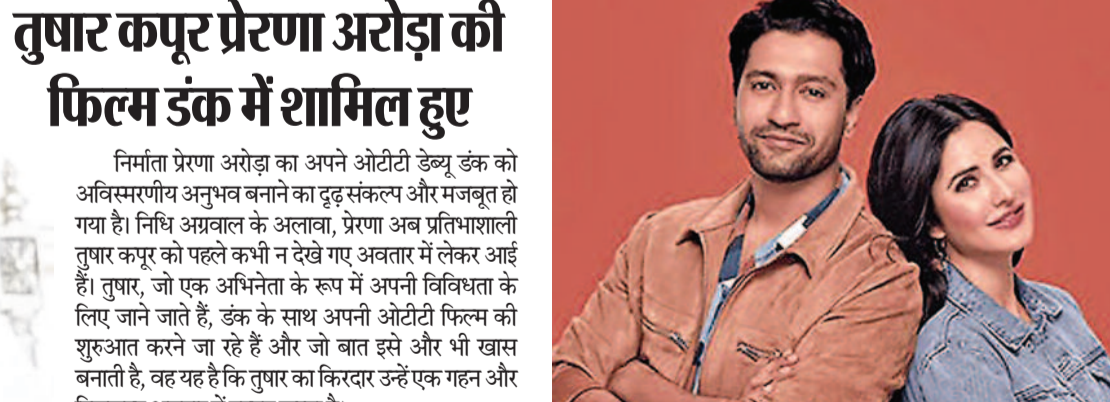 तुषार कपूर प्रेरणा अरोड़ा की
फिल्म डंक में शामिल हुए
निर्माता प्रेरणा अरोड़ा का अपने ओटीटी डेब्यू डंक को
अविस्मरणीय अनुभव बनाने का दृढ़ संकल्प और मजबूत हो
गया है। निधि अग्रवाल के अलावा, प्रेरणा अब प्रतिभाशाली
तुषार कपूर को पहले कभी न देखे गए अवतार में लेकर आई
हैं। तुषार, जो एक अभिनेता के रूप में अपनी विविधता के
लिए जाने जाते हैं, डंक के साथ अपनी ओटीटी फिल्म की
शुरुआत करने जा रहे हैं और जो बात इसे और भी खास
बनाती है, वह यह है कि तुषार का किरदार उन्हें एक गहन और